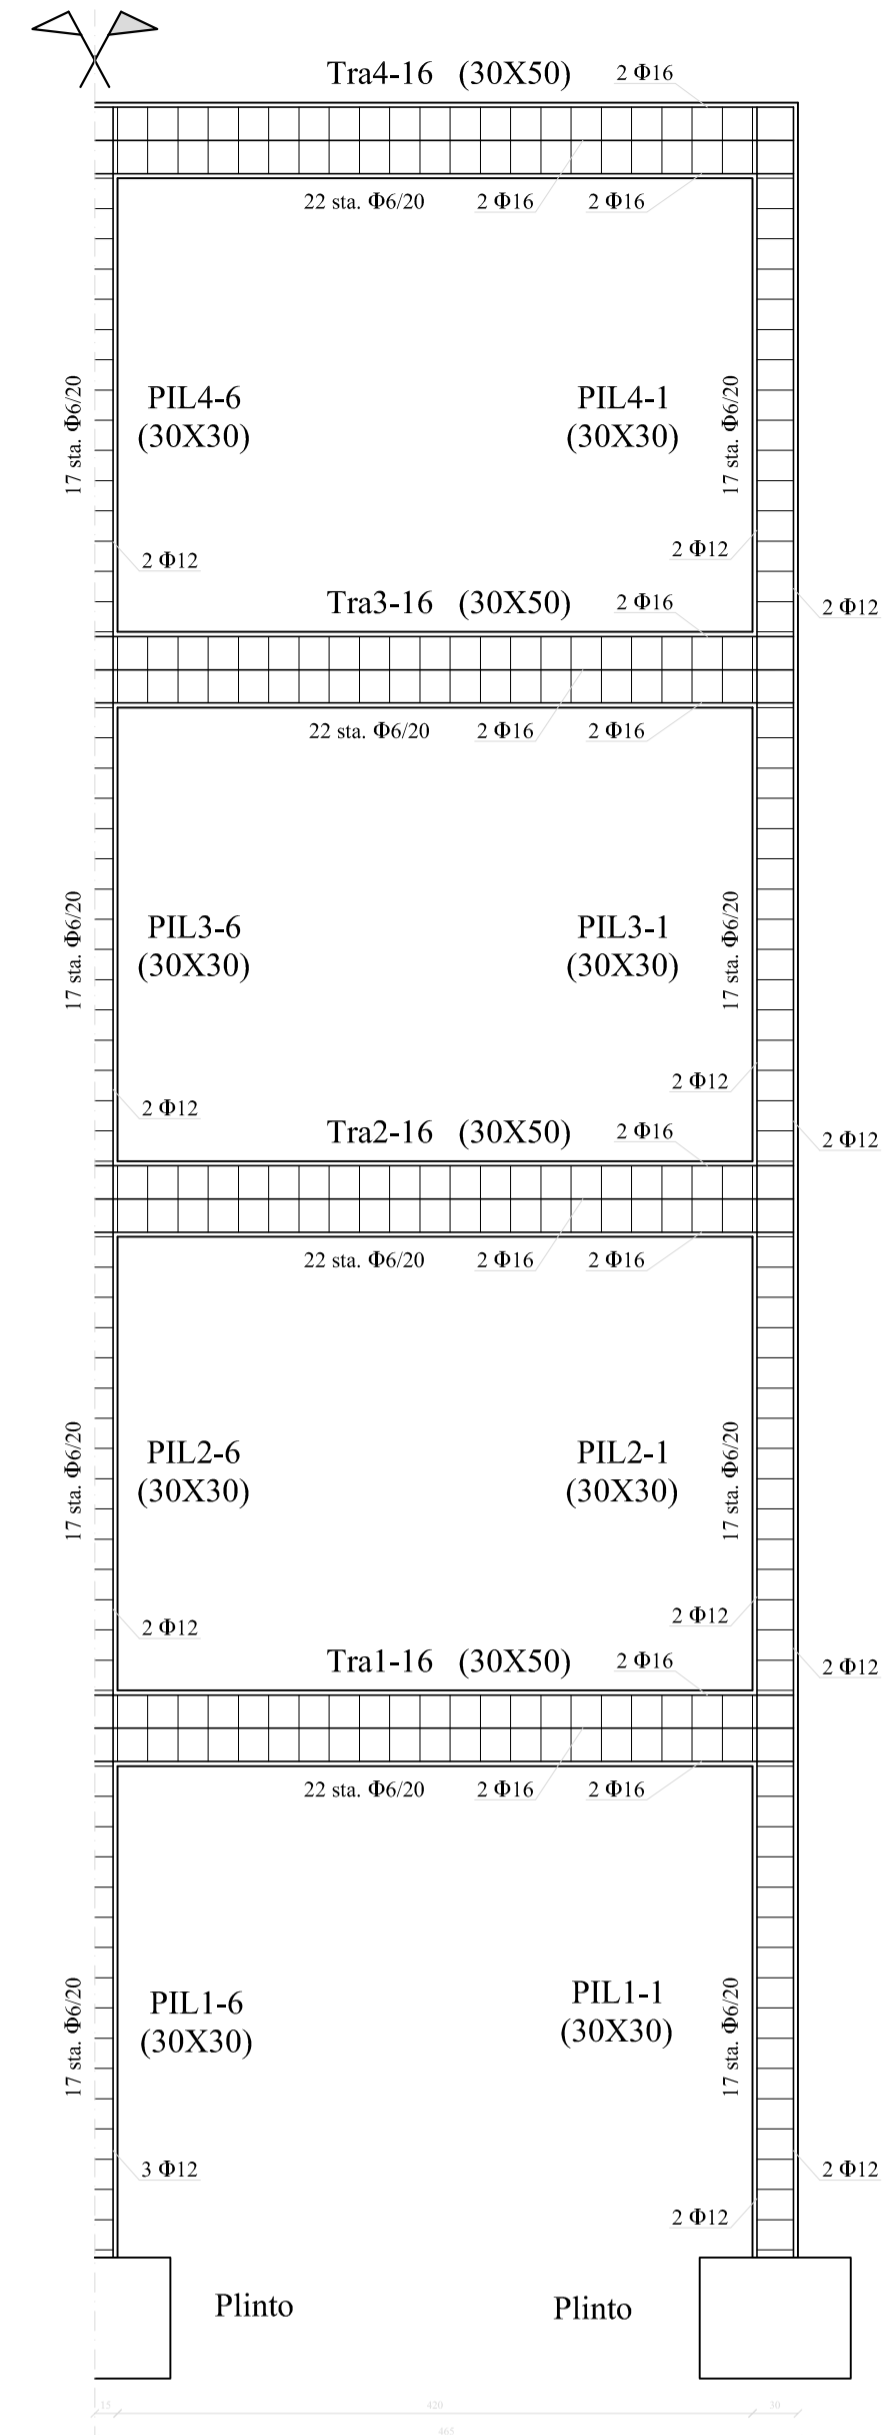 Tra4-16 (30X50) 2 Φ16
22 sta. Φ6/20 2 Φ16 2 Φ16
17 sta. Φ6/20
PIL4-6
(30X30)
PIL4-1
(30X30)
17 sta. Φ6/20
2 Φ12
2 Φ12
2 Φ12
Tra3-16 (30X50) 2 Φ16
22 sta. Φ6/20 2 Φ16 2 Φ16
17 sta. Φ6/20
PIL3-6
(30X30)
PIL3-1
(30X30)
17 sta. Φ6/20
2 Φ12
2 Φ12
2 Φ12
Tra2-16 (30X50) 2 Φ16
22 sta. Φ6/20 2 Φ16 2 Φ16
17 sta. Φ6/20
PIL2-6
(30X30)
PIL2-1
(30X30)
17 sta. Φ6/20
2 Φ12
2 Φ12
2 Φ12
Tra1-16 (30X50) 2 Φ16
22 sta. Φ6/20 2 Φ16 2 Φ16
17 sta. Φ6/20
PIL1-6
(30X30)
PIL1-1
(30X30)
17 sta. Φ6/20
3 Φ12
2 Φ12
2 Φ12
Plinto
Plinto
15 420 30
465